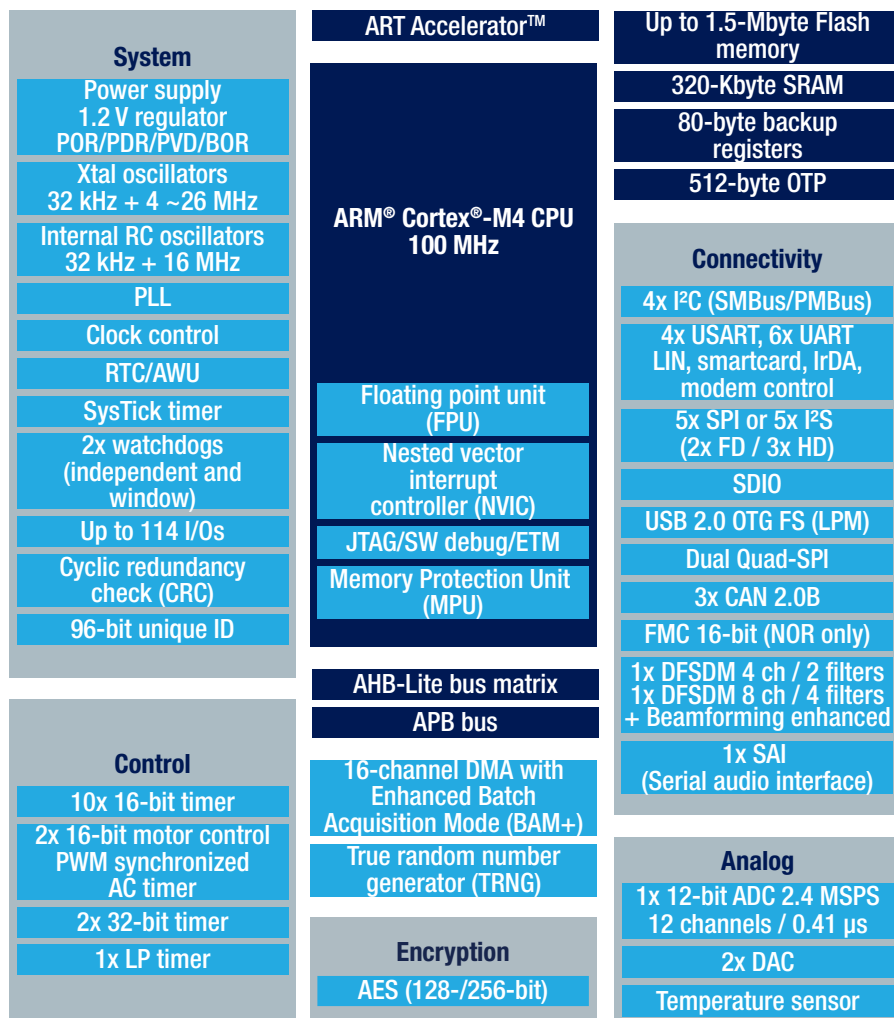 System
Power supply
1.2 V regulator
POR/PDR/PVD/BOR
Xtal oscillators
32 kHz + 4 ~26 MHz
Internal RC oscillators
32 kHz + 16 MHz
PLL
Clock control
RTC/AWU
SysTick timer
2x watchdogs
(independent and
window)
Up to 114 I/Os
Cyclic redundancy
check (CRC)
96-bit unique ID
Control
10x 16-bit timer
2x 16-bit motor control
PWM synchronized
AC timer
2x 32-bit timer
1x LP timer
ART Accelerator™
ARM® Cortex®-M4 CPU
100 MHz
Floating point unit
(FPU)
Nested vector
interrupt
controller (NVIC)
JTAG/SW debug/ETM
Memory Protection Unit
(MPU)
AHB-Lite bus matrix
APB bus
16-channel DMA with
Enhanced Batch
Acquisition Mode (BAM+)
True random number
generator (TRNG)
Encryption
AES (128-/256-bit)
Up to 1.5-Mbyte Flash
memory
320-Kbyte SRAM
80-byte backup
registers
512-byte OTP
Connectivity
4x I²C (SMBus/PMBus)
4x USART, 6x UART
LIN, smartcard, IrDA,
modem control
5x SPI or 5x I²S
(2x FD / 3x HD)
SDIO
USB 2.0 OTG FS (LPM)
Dual Quad-SPI
3x CAN 2.0B
FMC 16-bit (NOR only)
1x DFSDM 4 ch / 2 filters
1x DFSDM 8 ch / 4 filters
+ Beamforming enhanced
1x SAI
(Serial audio interface)
Analog
1x 12-bit ADC 2.4 MSPS
12 channels / 0.41 µs
2x DAC
Temperature sensor